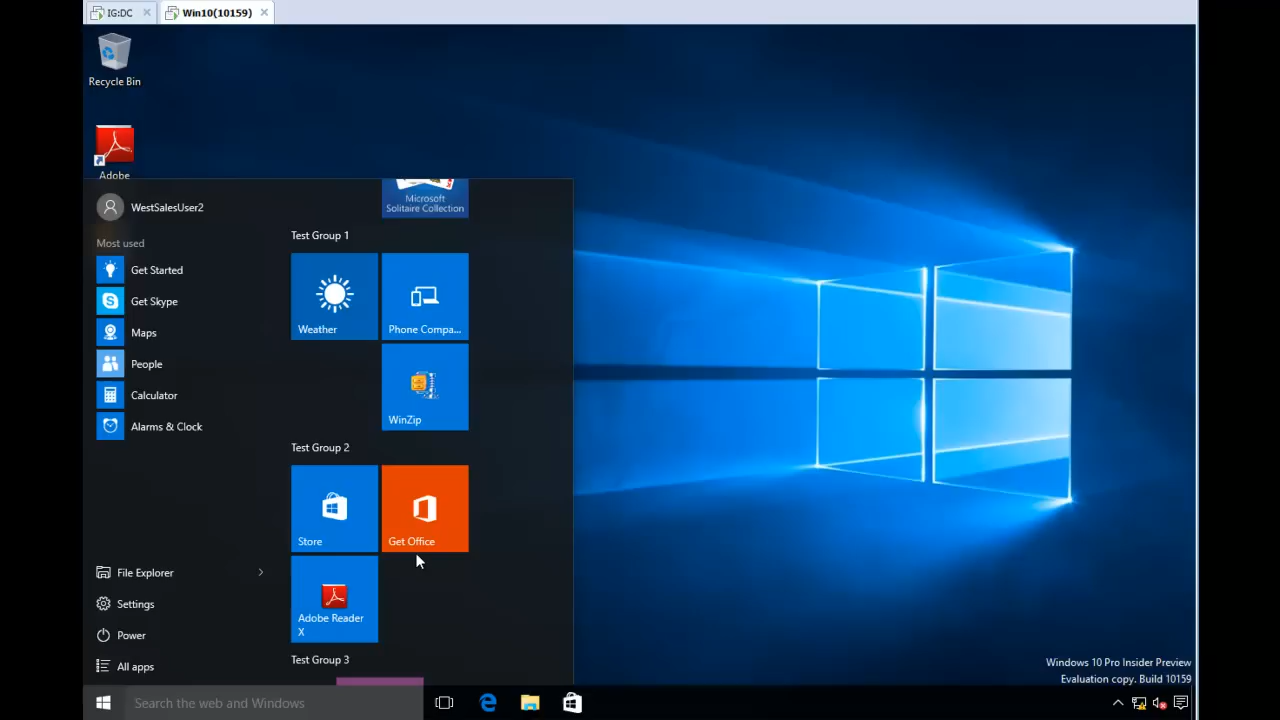 IG:DC
Win10(10159)
Recycle Bin
Adobe
WestSalesUser2
Most used
Get Started
Get Skype
Maps
People
Calculator
Alarms & Clock
File Explorer
Settings
Power
All apps
Microsoft
Solitaire Collection
Test Group 1
Weather
Phone Compa...
WinZip
Test Group 2
Store
Get Office
Adobe Reader
X
Test Group 3
Windows 10 Pro Insider Preview
Evaluation copy. Build 10159
Search the web and Windows